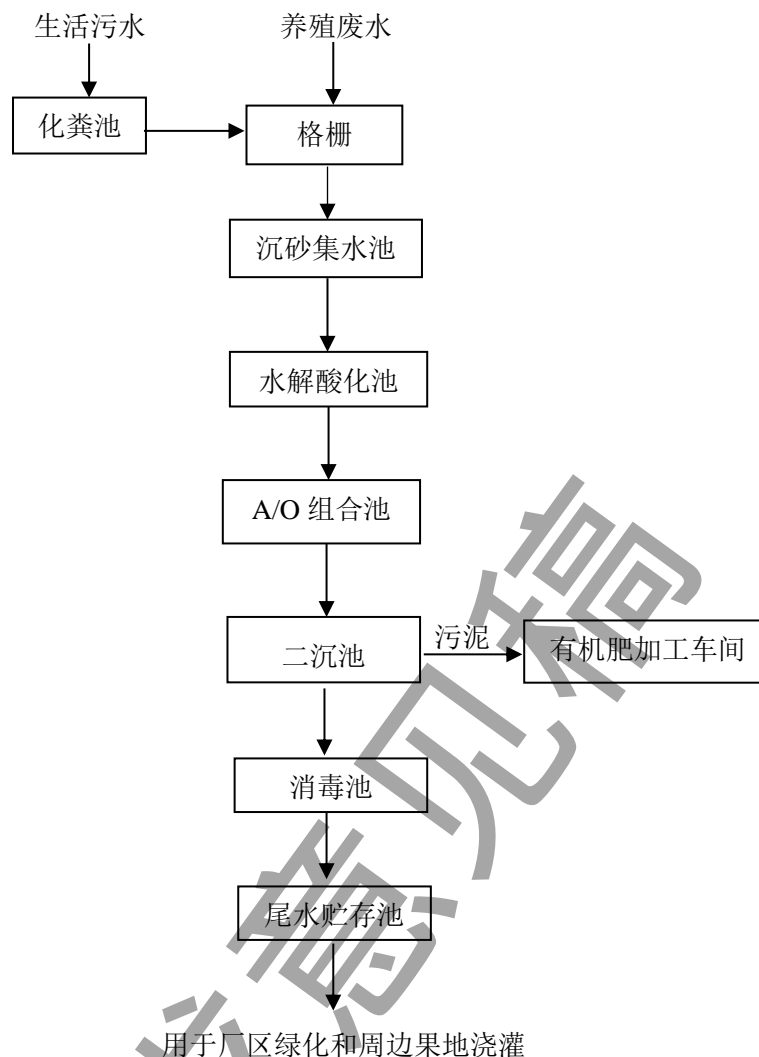 生活污水
养殖废水
化粪池
格栅
沉砂集水池
水解酸化池
A/O 组合池
二沉池
污泥
有机肥加工车间
消毒池
尾水贮存池
用于厂区绿化和周边果地浇灌
意见稿